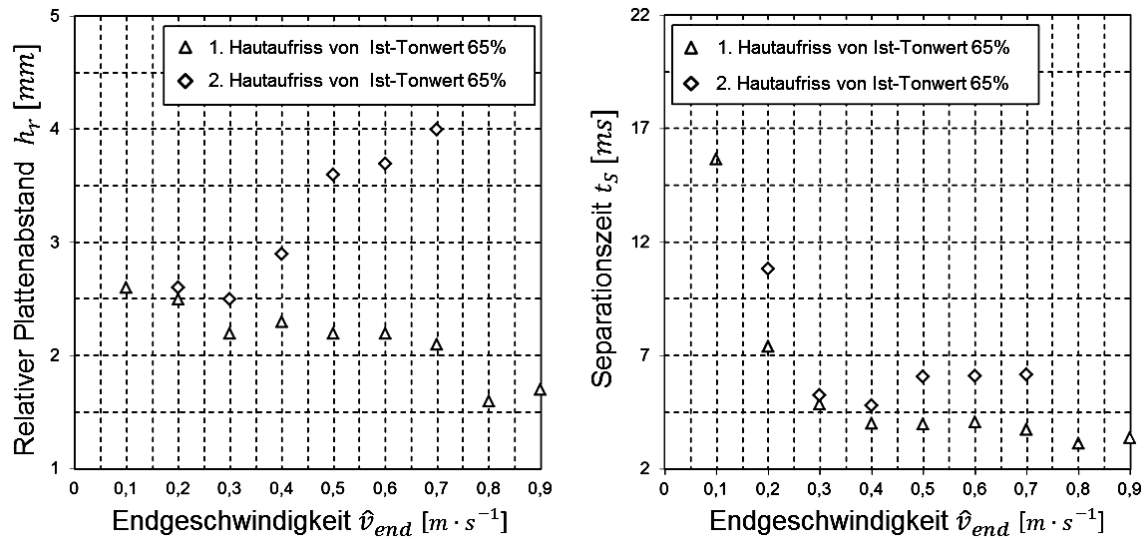 Relativer Plattenabstand h_r [mm]
5
4
3
2
1
△ 1. Hautaufriss von Ist-Tonwert 65%
◇ 2. Hautaufriss von Ist-Tonwert 65%
0 0,1 0,2 0,3 0,4 0,5 0,6 0,7 0,8 0,9
Endgeschwindigkeit v̂_end [m · s⁻¹]
Separationszeit t_S [ms]
22
17
12
7
2
△ 1. Hautaufriss von Ist-Tonwert 65%
◇ 2. Hautaufriss von Ist-Tonwert 65%
0 0,1 0,2 0,3 0,4 0,5 0,6 0,7 0,8 0,9
Endgeschwindigkeit v̂_end [m · s⁻¹]